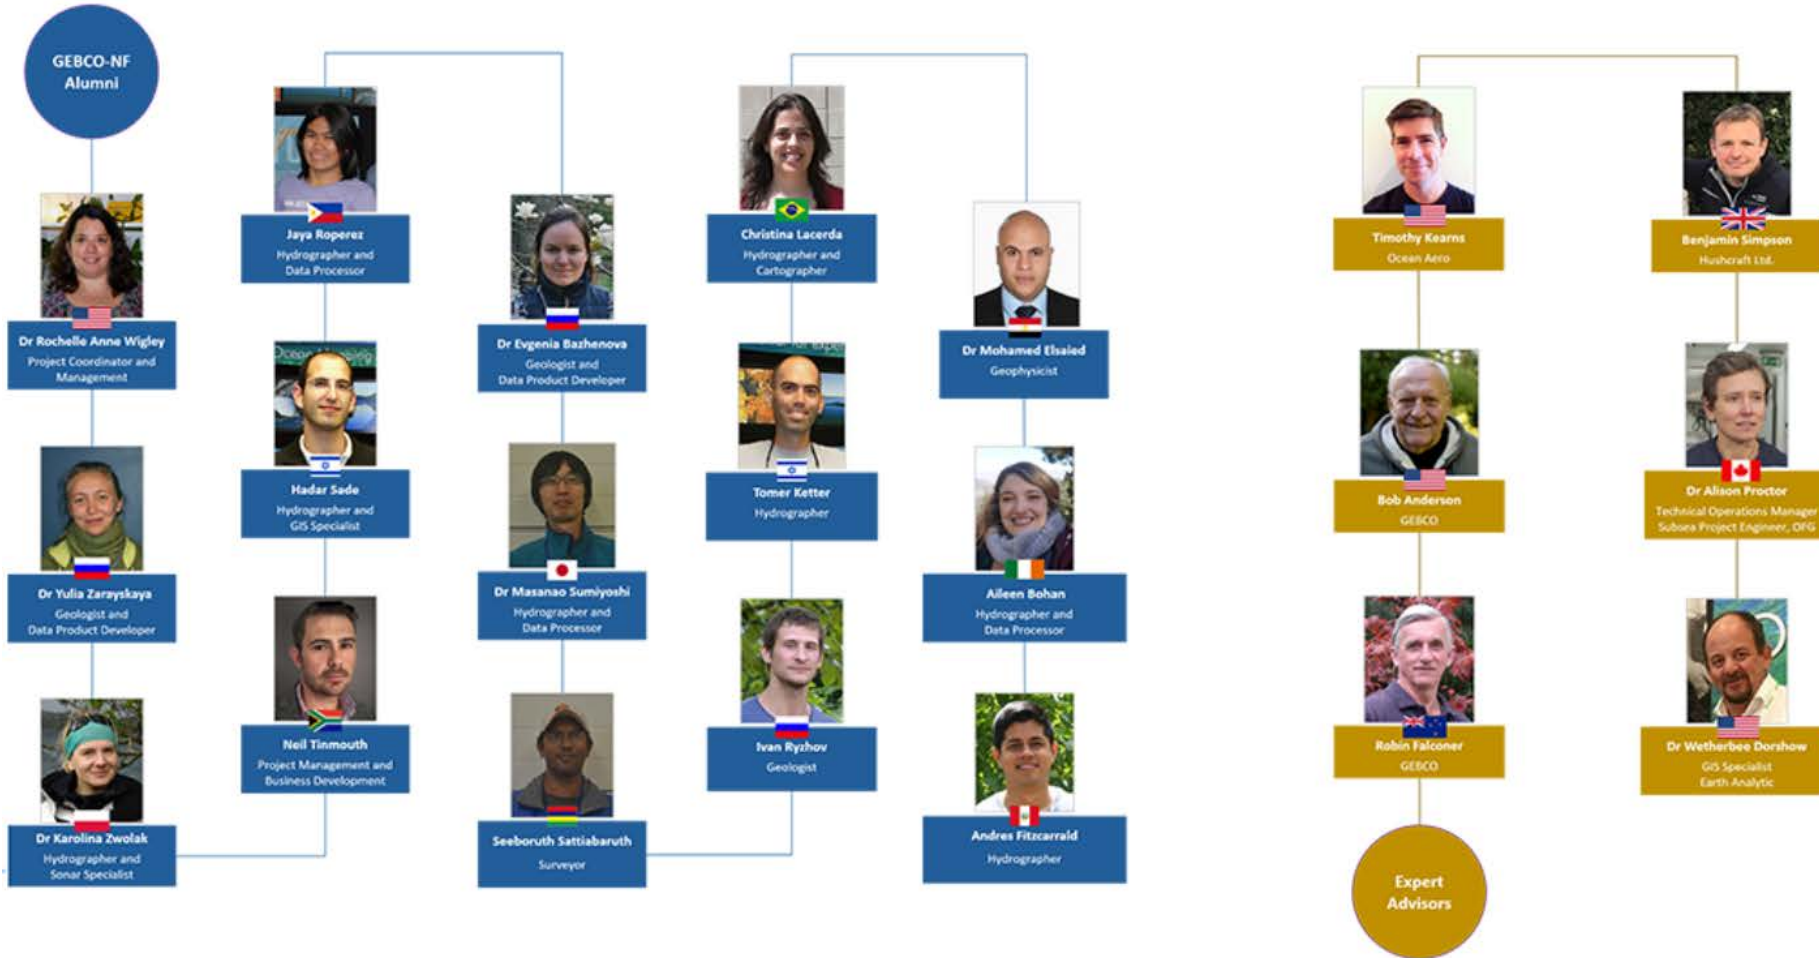 GEBCO-NF
Alumni
Dr Rochelle Anne Wigley
Project Coordinator and
Management
Dr Yulia Zarayskaya
Geologist and
Data Product Developer
Dr Karolina Zwolak
Hydrographer and
Sonar Specialist
Jaya Roperez
Hydrographer and
Data Processor
Hadar Sade
Hydrographer and
GIS Specialist
Neil Tinmouth
Project Management and
Business Development
Dr Evgenia Bazhenova
Geologist and
Data Product Developer
Dr Masanao Sumiyoshi
Hydrographer and
Data Processor
Seeboruth Sattiabaruth
Surveyor
Christina Lacerda
Hydrographer and
Cartographer
Tomer Ketter
Hydrographer
Ivan Ryzhov
Geologist
Dr Mohamed Elsaied
Geophysicist
Aileen Bohan
Hydrographer and
Data Processor
Andres Fitzcarrald
Hydrographer
Timothy Kearns
Ocean Aero
Bob Anderson
GEBCO
Robin Falconer
GEBCO
Expert
Advisors
Benjamin Simpson
Hushcraft Ltd.
Dr Alison Proctor
Technical Operations Manager
Subsea Project Engineer, OFG
Dr Wetherbee Dorshow
GIS Specialist
Earth Analytic